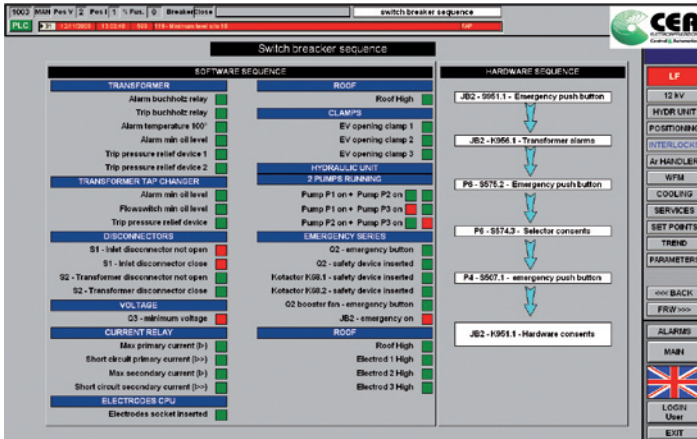 1003 MAN Pos V 2 Pos I 1 % Fus. 0 Breaker Close switch breaker sequence
PLC 13:02:49 119 - Minimum level silo 10 TAP
CEA
Control & Automation
Switch breacker sequence
SOFTWARE SEQUENCE
TRANSFORMER
Alarm buchholz relay
Trip buchholz relay
Alarm temperature 100°
Alarm min oil level
Trip pressure relief device 1
Trip pressure relief device 2
TRANSFORMER TAP CHANGER
Alarm min oil level
Flowswitch min oil level
Trip pressure relief device
DISCONNECTORS
S1 - Inlet disconnector not open
S1 - Inlet disconnector close
S2 - Transformer disconnector not open
S2 - Transformer disconnector close
VOLTAGE
Q3 - minimum voltage
CURRENT RELAY
Max primary current (I>)
Short circuit primary current (I>>)
Max secondary current (I>)
Short circuit secondary current (I>>)
ELECTRODES CPU
Electrodes socket inserted
ROOF
Roof High
CLAMPS
EV opening clamp 1
EV opening clamp 2
EV opening clamp 3
HYDRAULIC UNIT
2 PUMPS RUNNING
Pump P1 on + Pump P2 on
Pump P1 on + Pump P3 on
Pump P2 on + Pump P3 on
EMERGENCY SERIES
Q2 - emergency button
Q2 - safety device inserted
Kotactor K68.1 - safety device inserted
Kotactor K68.2 - safety device inserted
Q2 booster fan - emergency button
JB2 - emergency on
ROOF
Roof High
Electrod 1 High
Electrod 2 High
Electrod 3 High
HARDWARE SEQUENCE
JB2 - S951.1 - Emergency push button
JB2 - K956.1 - Transformer alarms
P6 - S575.2 - Emergency push button
P6 - S574.3 - Selector consents
P4 - S507.1 - emergency push button
JB2 - K951.1 - Hardware consents
LF
12 kV
HYDR UNIT
POSITIONING
INTERLOCK
Ar HANDLER
WFM
COOLING
SERVICES
SET POINTS
TREND
PARAMETERS
<<< BACK
FRW >>>
ALARMS
MAIN
LOGIN
User
EXIT